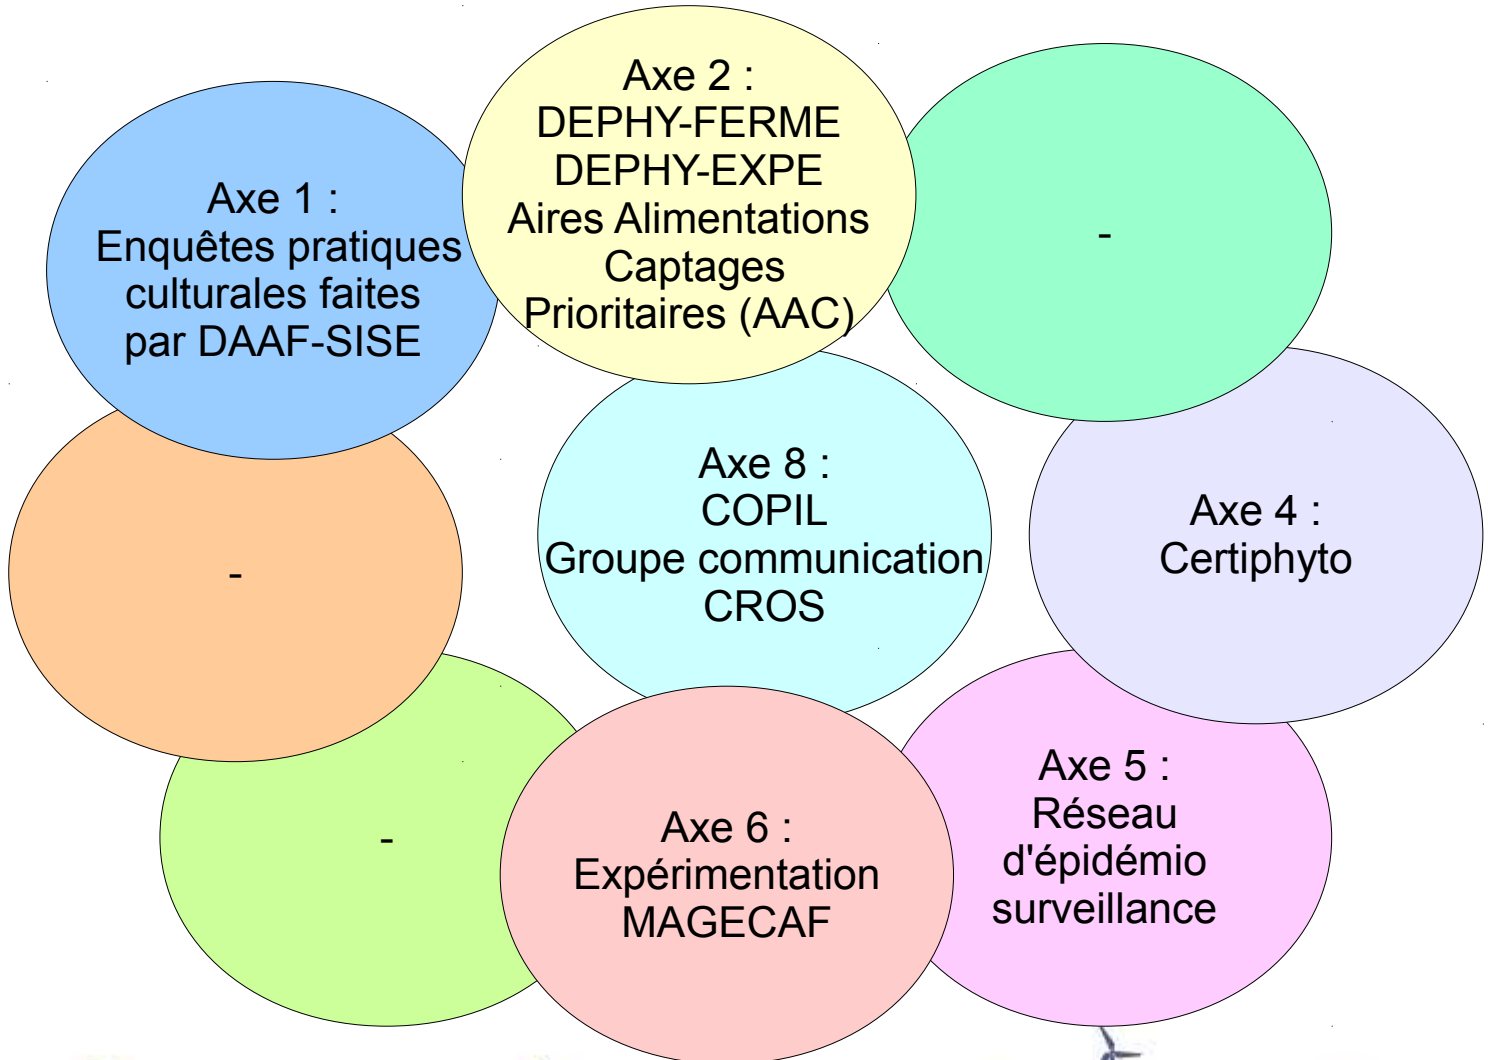 Axe 1 :
Enquêtes pratiques
culturales faites
par DAAF-SISE
Axe 2 :
DEPHY-FERME
DEPHY-EXPE
Aires Alimentations
Captages
Prioritaires (AAC)
-
-
Axe 8 :
COPIL
Groupe communication
CROS
Axe 4 :
Certiphyto
-
Axe 6 :
Expérimentation
MAGECAF
Axe 5 :
Réseau
d'épidémio
surveillance